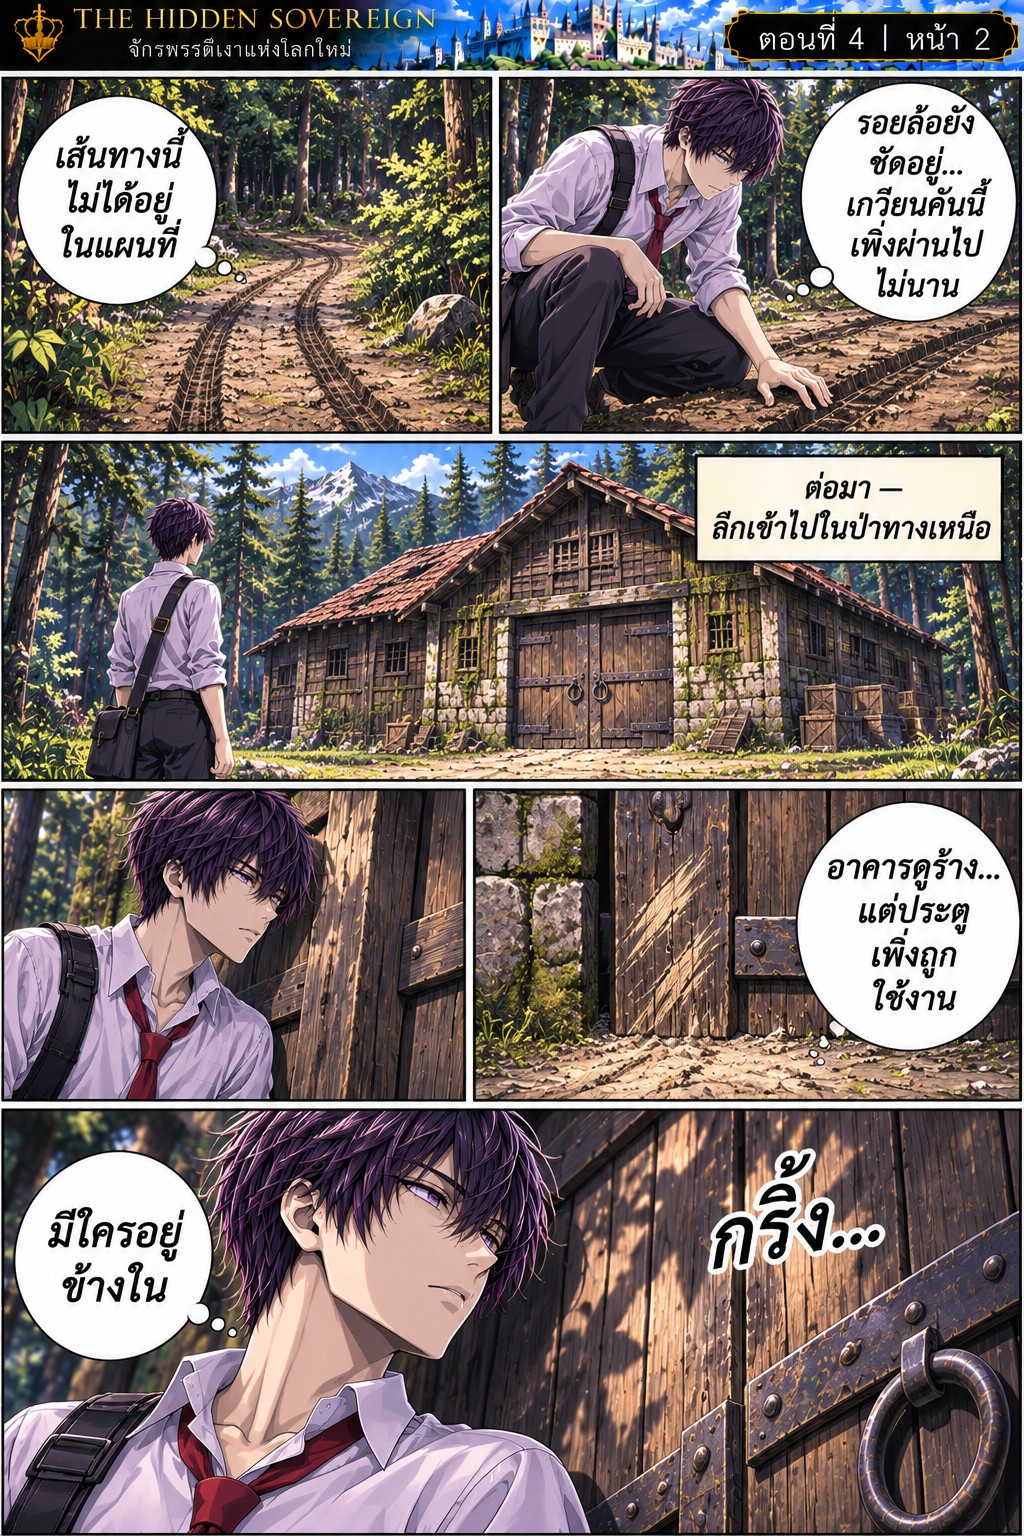 THE HIDDEN SOVEREIGN
จักรพรรดิเงาแห่งโลกใหม่
ตอนที่ 4 | หน้า 2
เส้นทางนี้
ไม่ได้อยู่
ในแผนที่
รอยล้อยัง
ชัดอยู่...
เกวียนคันนี้
เพิ่งผ่านไป
ไม่นาน
ต่อมา —
ลึกเข้าไปในป่าทางเหนือ
อาคารดูร้าง...
แต่ประตู
เพิ่งถูก
ใช้งาน
มีใครอยู่
ข้างใน
กริ้ง...